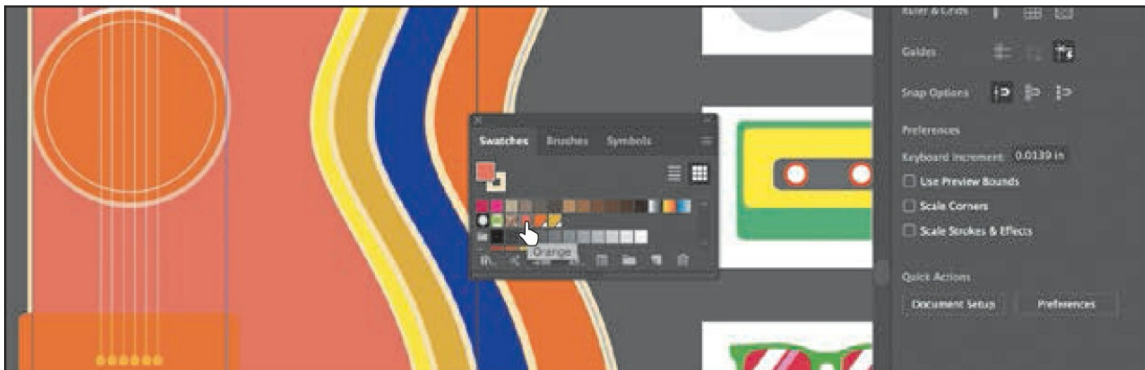 Ruler & Grids
Guides
Snap Options
Preferences
Keyboard Increment: 0.0139 in
Use Preview Bounds
Scale Corners
Scale Strokes & Effects
Quick Actions
Document Setup Preferences
Swatches Brushes Symbols
Orange